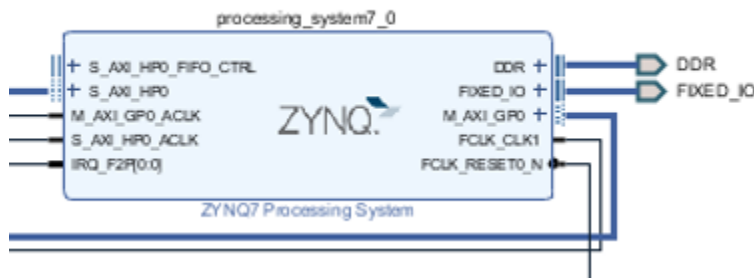 processing_system7_0
S_AXI_HP0_FIFO_CTRL
S_AXI_HP0
M_AXI_GP0_ACLK
S_AXI_HP0_ACLK
IRQ_F2P[0:0]
ZYNQ.
DDR
FIXED_IO
M_AXI_GP0
FCLK_CLK1
FCLK_RESET0_N
DDR
FIXED_IO
ZYNQ7 Processing System